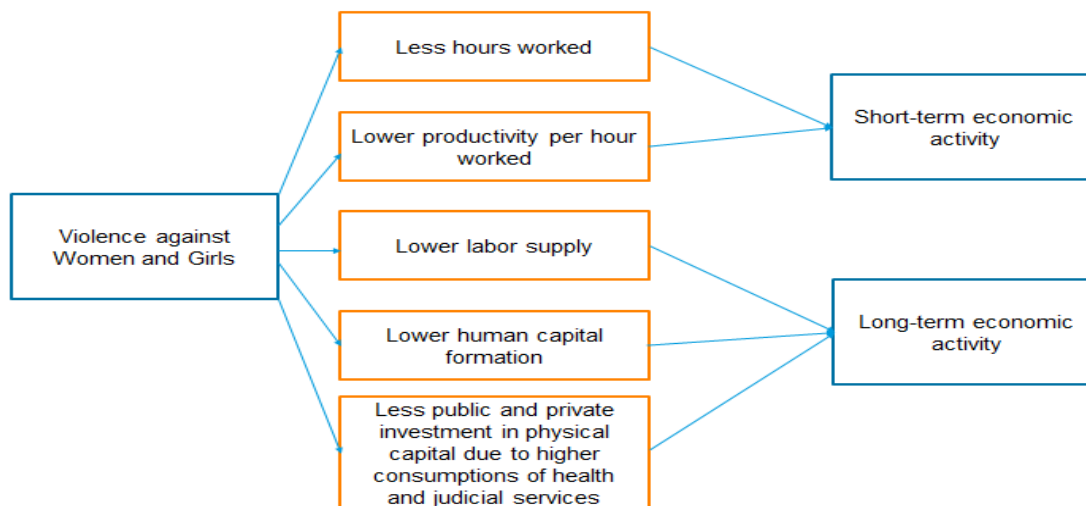 Less hours worked
Lower productivity per hour
worked
Short-term economic
activity
Violence against
Women and Girls
Lower labor supply
Lower human capital
formation
Long-term economic
activity
Less public and private
investment in physical
capital due to higher
consumptions of health
and judicial services